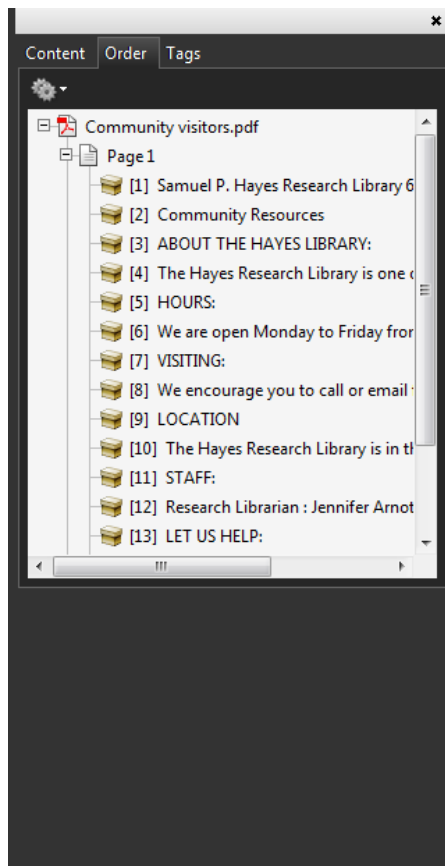 Content Order Tags
Community visitors.pdf
Page 1
[1] Samuel P. Hayes Research Library 6
[2] Community Resources
[3] ABOUT THE HAYES LIBRARY:
[4] The Hayes Research Library is one
[5] HOURS:
[6] We are open Monday to Friday from
[7] VISITING:
[8] We encourage you to call or email
[9] LOCATION
[10] The Hayes Research Library is in
[11] STAFF:
[12] Research Librarian : Jennifer Arnot
[13] LET US HELP: